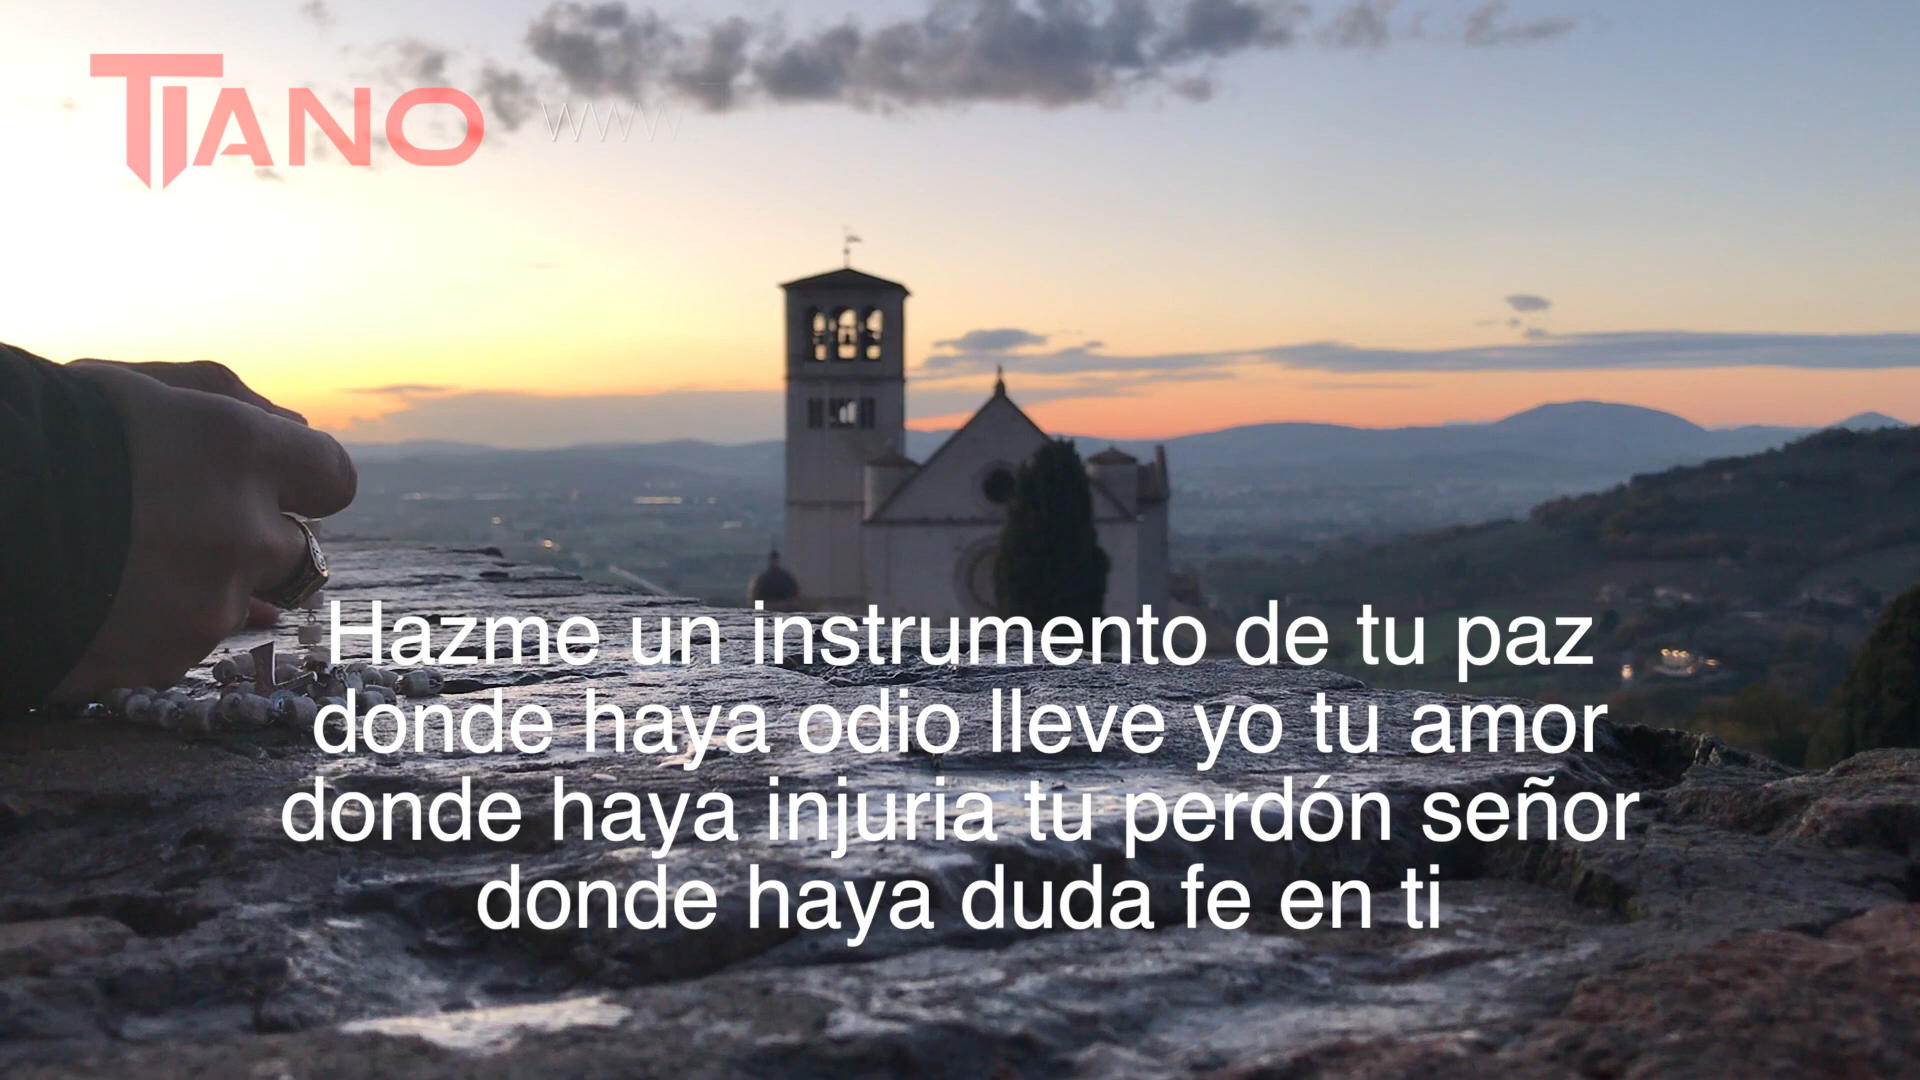 TIANO
WWW
Hazme un instrumento de tu paz
donde haya odio lleve yo tu amor
donde haya injuria tu perdón señor
donde haya duda fe en ti